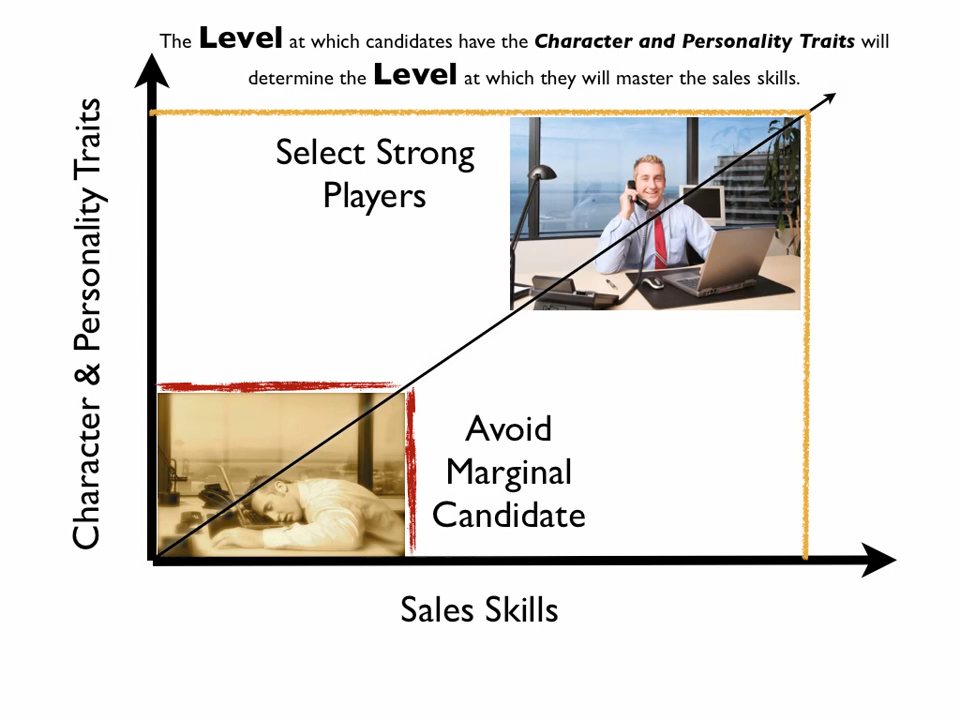 The Level at which candidates have the Character and Personality Traits will
determine the Level at which they will master the sales skills.
Character & Personality Traits
Select Strong
Players
Avoid
Marginal
Candidate
Sales Skills